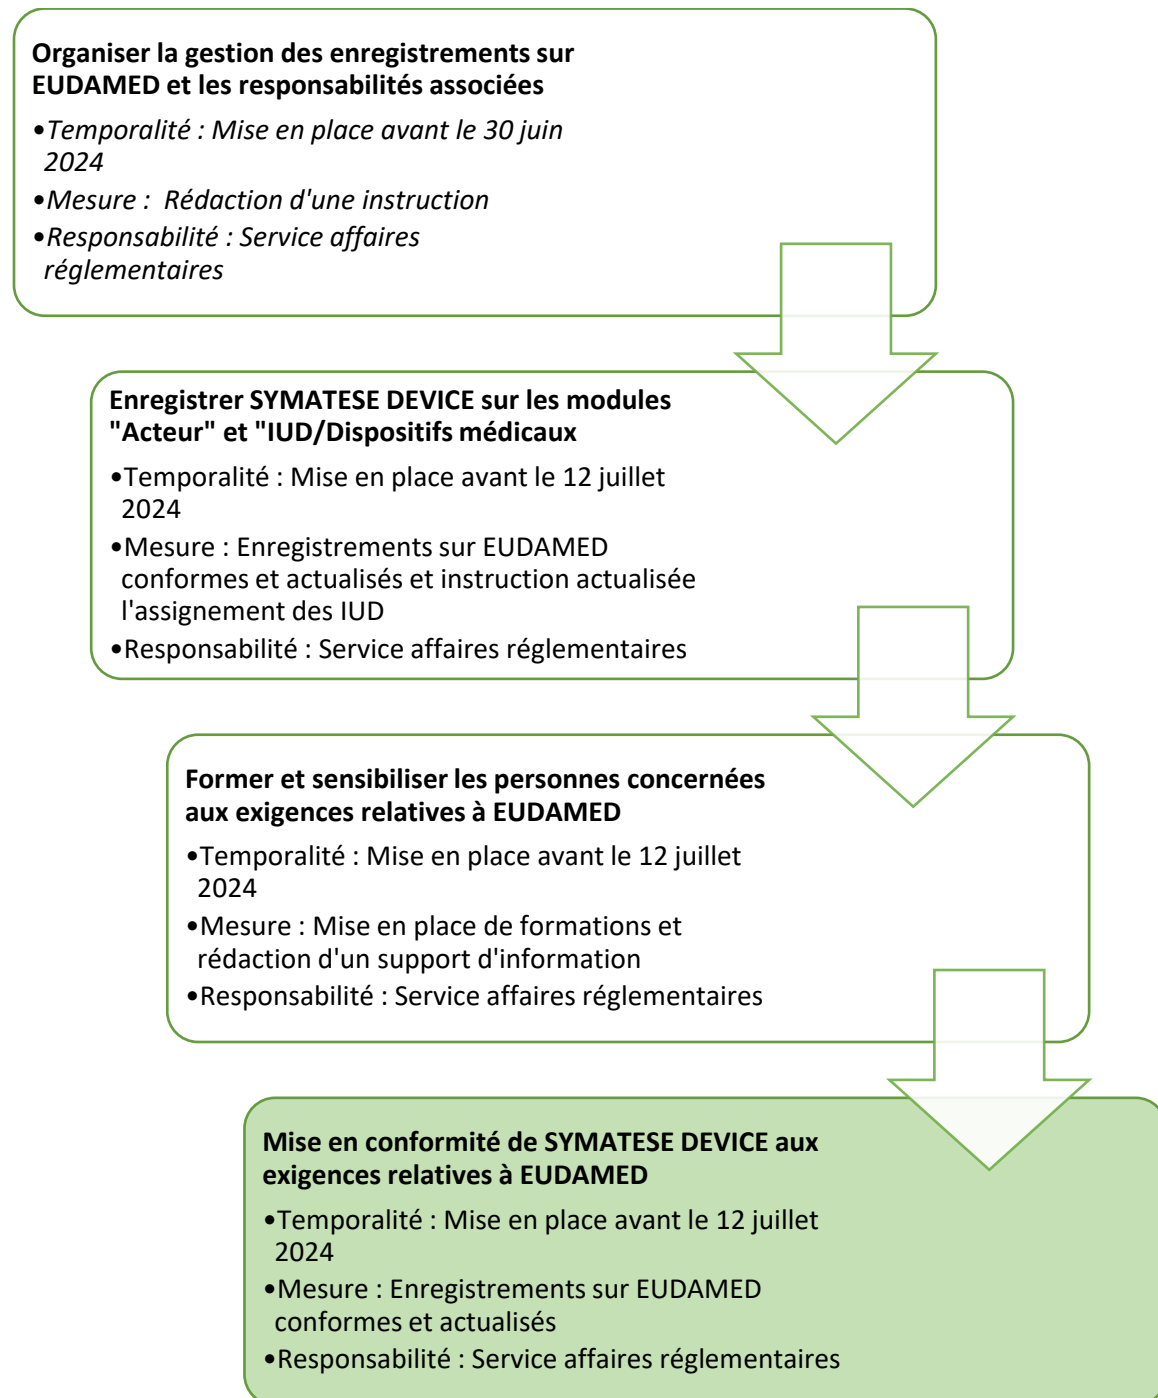 Organiser la gestion des enregistrements sur
EUDAMED et les responsabilités associées
•Temporalité : Mise en place avant le 30 juin
2024
•Mesure :  Rédaction d'une instruction
•Responsabilité : Service affaires
réglementaires
Enregistrer SYMATESE DEVICE sur les modules
"Acteur" et "IUD/Dispositifs médicaux
•Temporalité : Mise en place avant le 12 juillet
2024
•Mesure : Enregistrements sur EUDAMED
conformes et actualisés et instruction actualisée
l'assignement des IUD
•Responsabilité : Service affaires réglementaires
Former et sensibiliser les personnes concernées
aux exigences relatives à EUDAMED
•Temporalité : Mise en place avant le 12 juillet
2024
•Mesure : Mise en place de formations et
rédaction d'un support d'information
•Responsabilité : Service affaires réglementaires
Mise en conformité de SYMATESE DEVICE aux
exigences relatives à EUDAMED
•Temporalité : Mise en place avant le 12 juillet
2024
•Mesure : Enregistrements sur EUDAMED
conformes et actualisés
•Responsabilité : Service affaires réglementaires